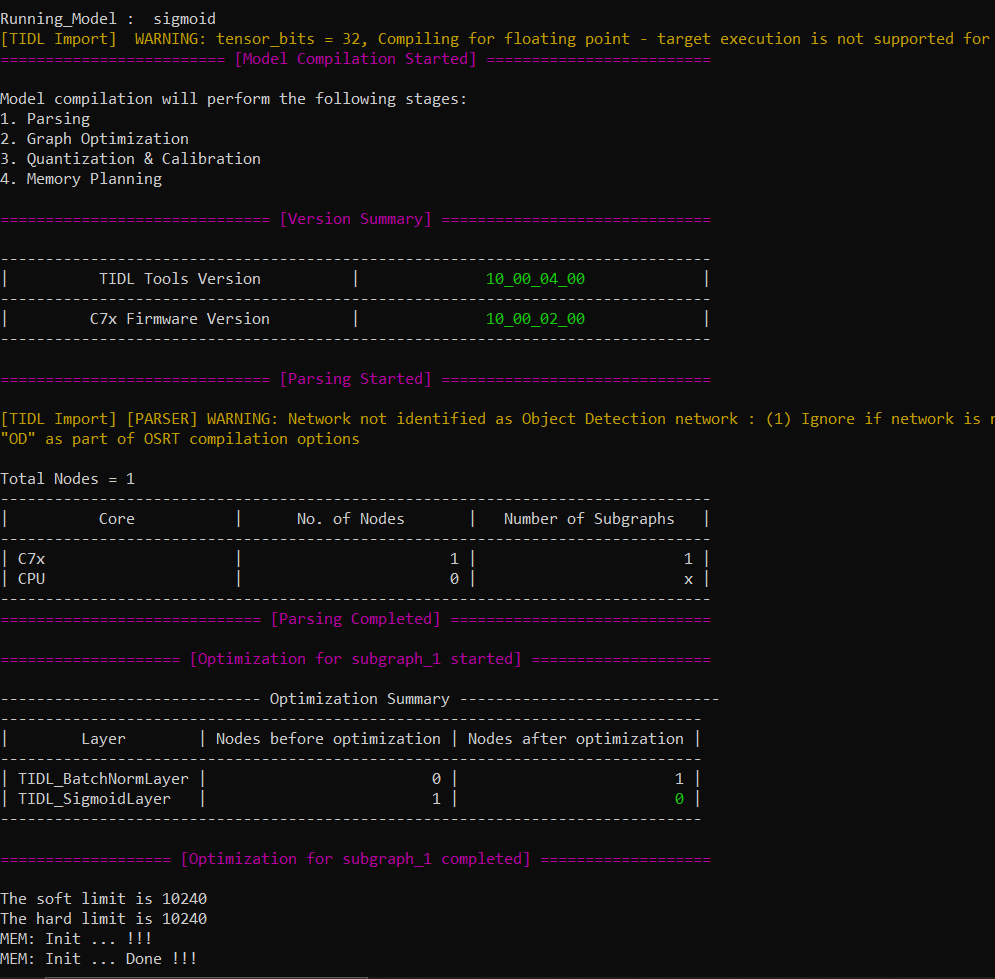 Running_Model :  sigmoid
[TIDL Import]  WARNING: tensor_bits = 32, Compiling for floating point - target execution is not supported for
========================= [Model Compilation Started] =========================
Model compilation will perform the following stages:
1. Parsing
2. Graph Optimization
3. Quantization & Calibration
4. Memory Planning
============================== [Version Summary] ==============================
-------------------------------------------------------------------------------
|          TIDL Tools Version          |              10_00_04_00             |
-------------------------------------------------------------------------------
|         C7x Firmware Version         |              10_00_02_00             |
-------------------------------------------------------------------------------
============================== [Parsing Started] ==============================
[TIDL Import] [PARSER] WARNING: Network not identified as Object Detection network : (1) Ignore if network is
"OD" as part of OSRT compilation options
Total Nodes = 1
-------------------------------------------------------------------------------
|          Core           |      No. of Nodes       |   Number of Subgraphs   |
-------------------------------------------------------------------------------
| C7x                     |                       1 |                       1 |
| CPU                     |                       0 |                       x |
-------------------------------------------------------------------------------
============================= [Parsing Completed] =============================
==================== [Optimization for subgraph_1 started] ====================
----------------------------- Optimization Summary -----------------------------
------------------------------------------------------------------------------
|        Layer        | Nodes before optimization | Nodes after optimization |
------------------------------------------------------------------------------
| TIDL_BatchNormLayer |                         0 |                        1 |
| TIDL_SigmoidLayer   |                         1 |                        0 |
------------------------------------------------------------------------------
=================== [Optimization for subgraph_1 completed] ===================
The soft limit is 10240
The hard limit is 10240
MEM: Init ... !!!
MEM: Init ... Done !!!